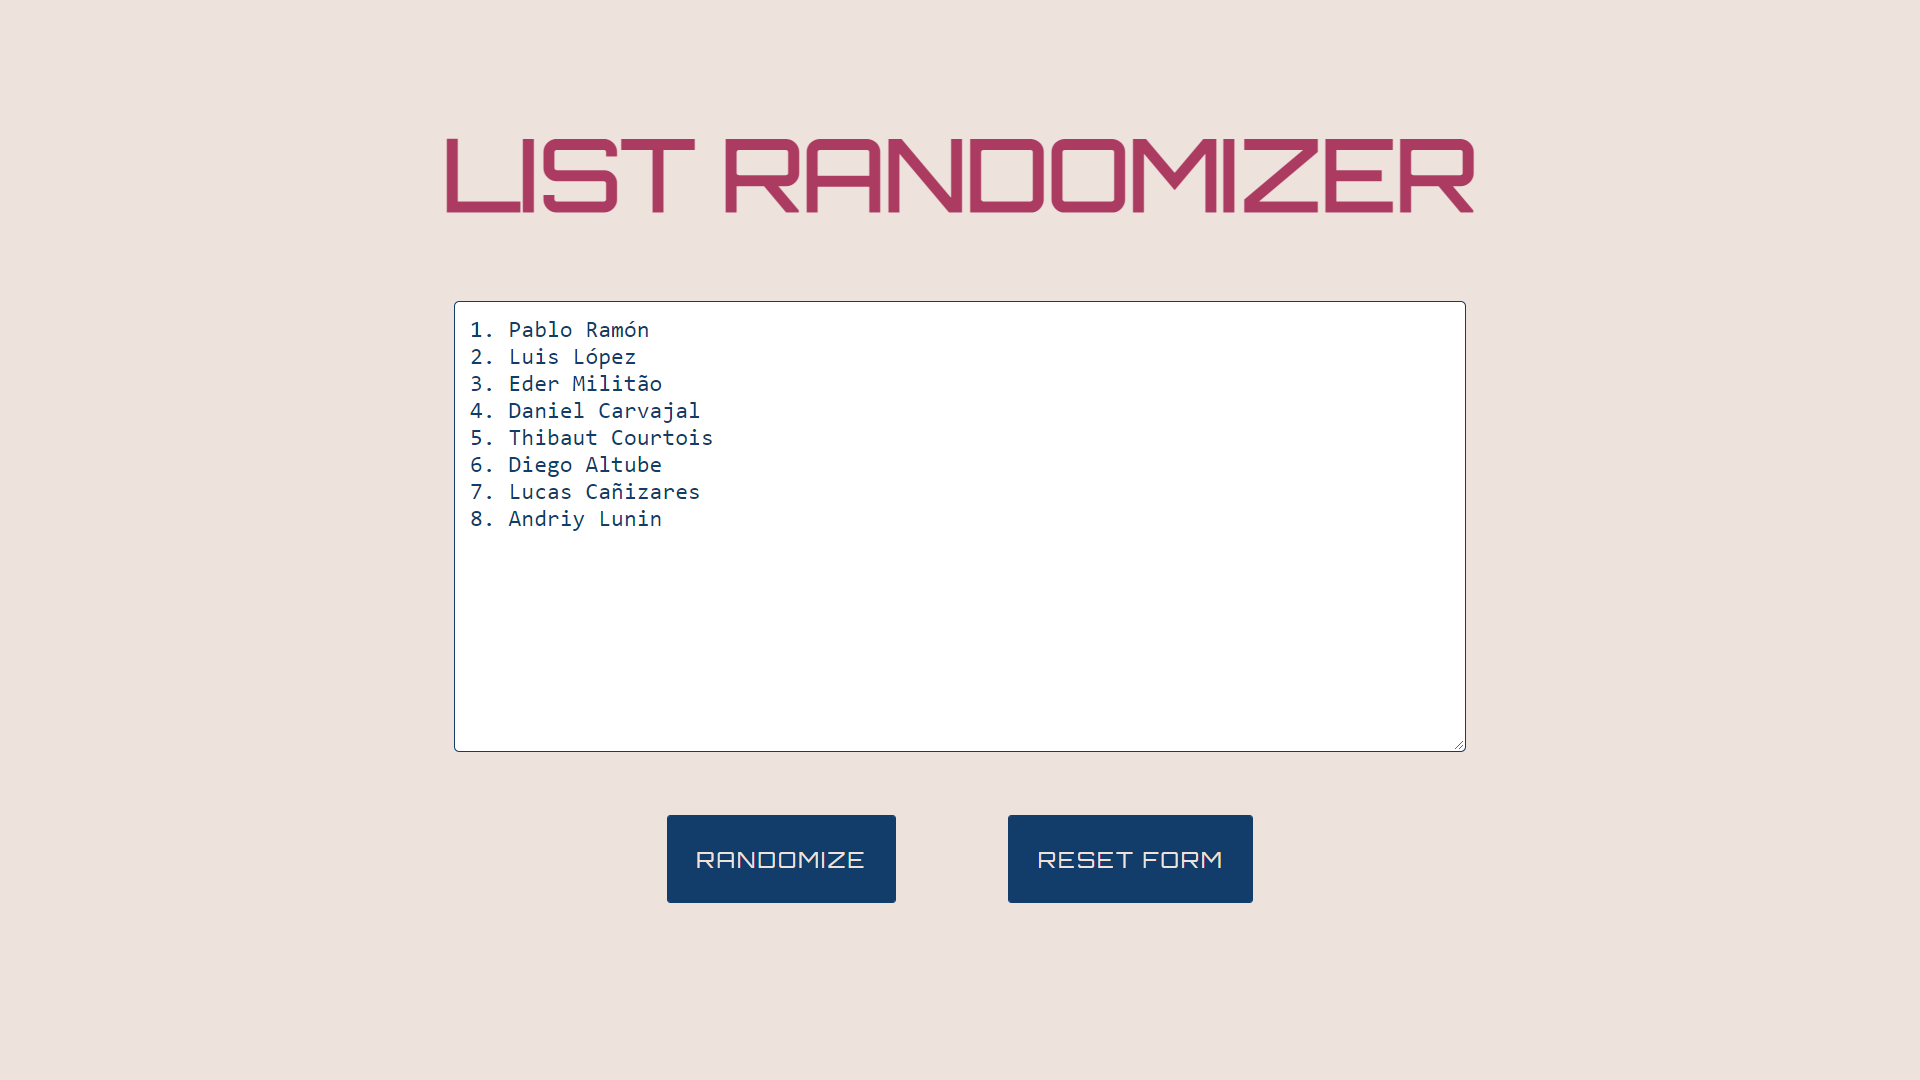 LIST RANDOMIZER
1. Pablo Ramón
2. Luis López
3. Eder Militão
4. Daniel Carvajal
5. Thibaut Courtois
6. Diego Altube
7. Lucas Cañizares
8. Andriy Lunin
RANDOMIZE
RESET FORM